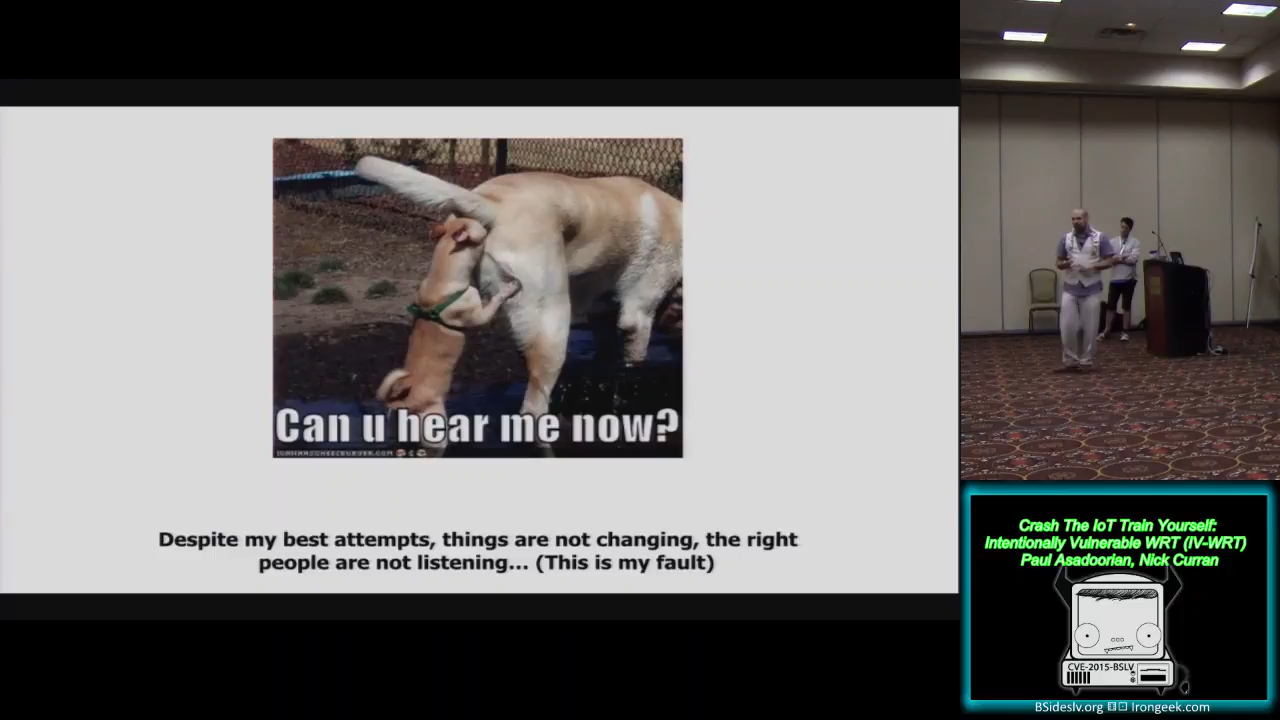 Can u hear me now?
ICANHASCHEEZBURGER.COM
Despite my best attempts, things are not changing, the right
people are not listening... (This is my fault)
Crash The IoT Train Yourself:
Intentionally Vulnerable WRT (IV-WRT)
Paul Asadoorian, Nick Curran
CVE-2015-BSLV
BSideslv.org
Irongeek.com